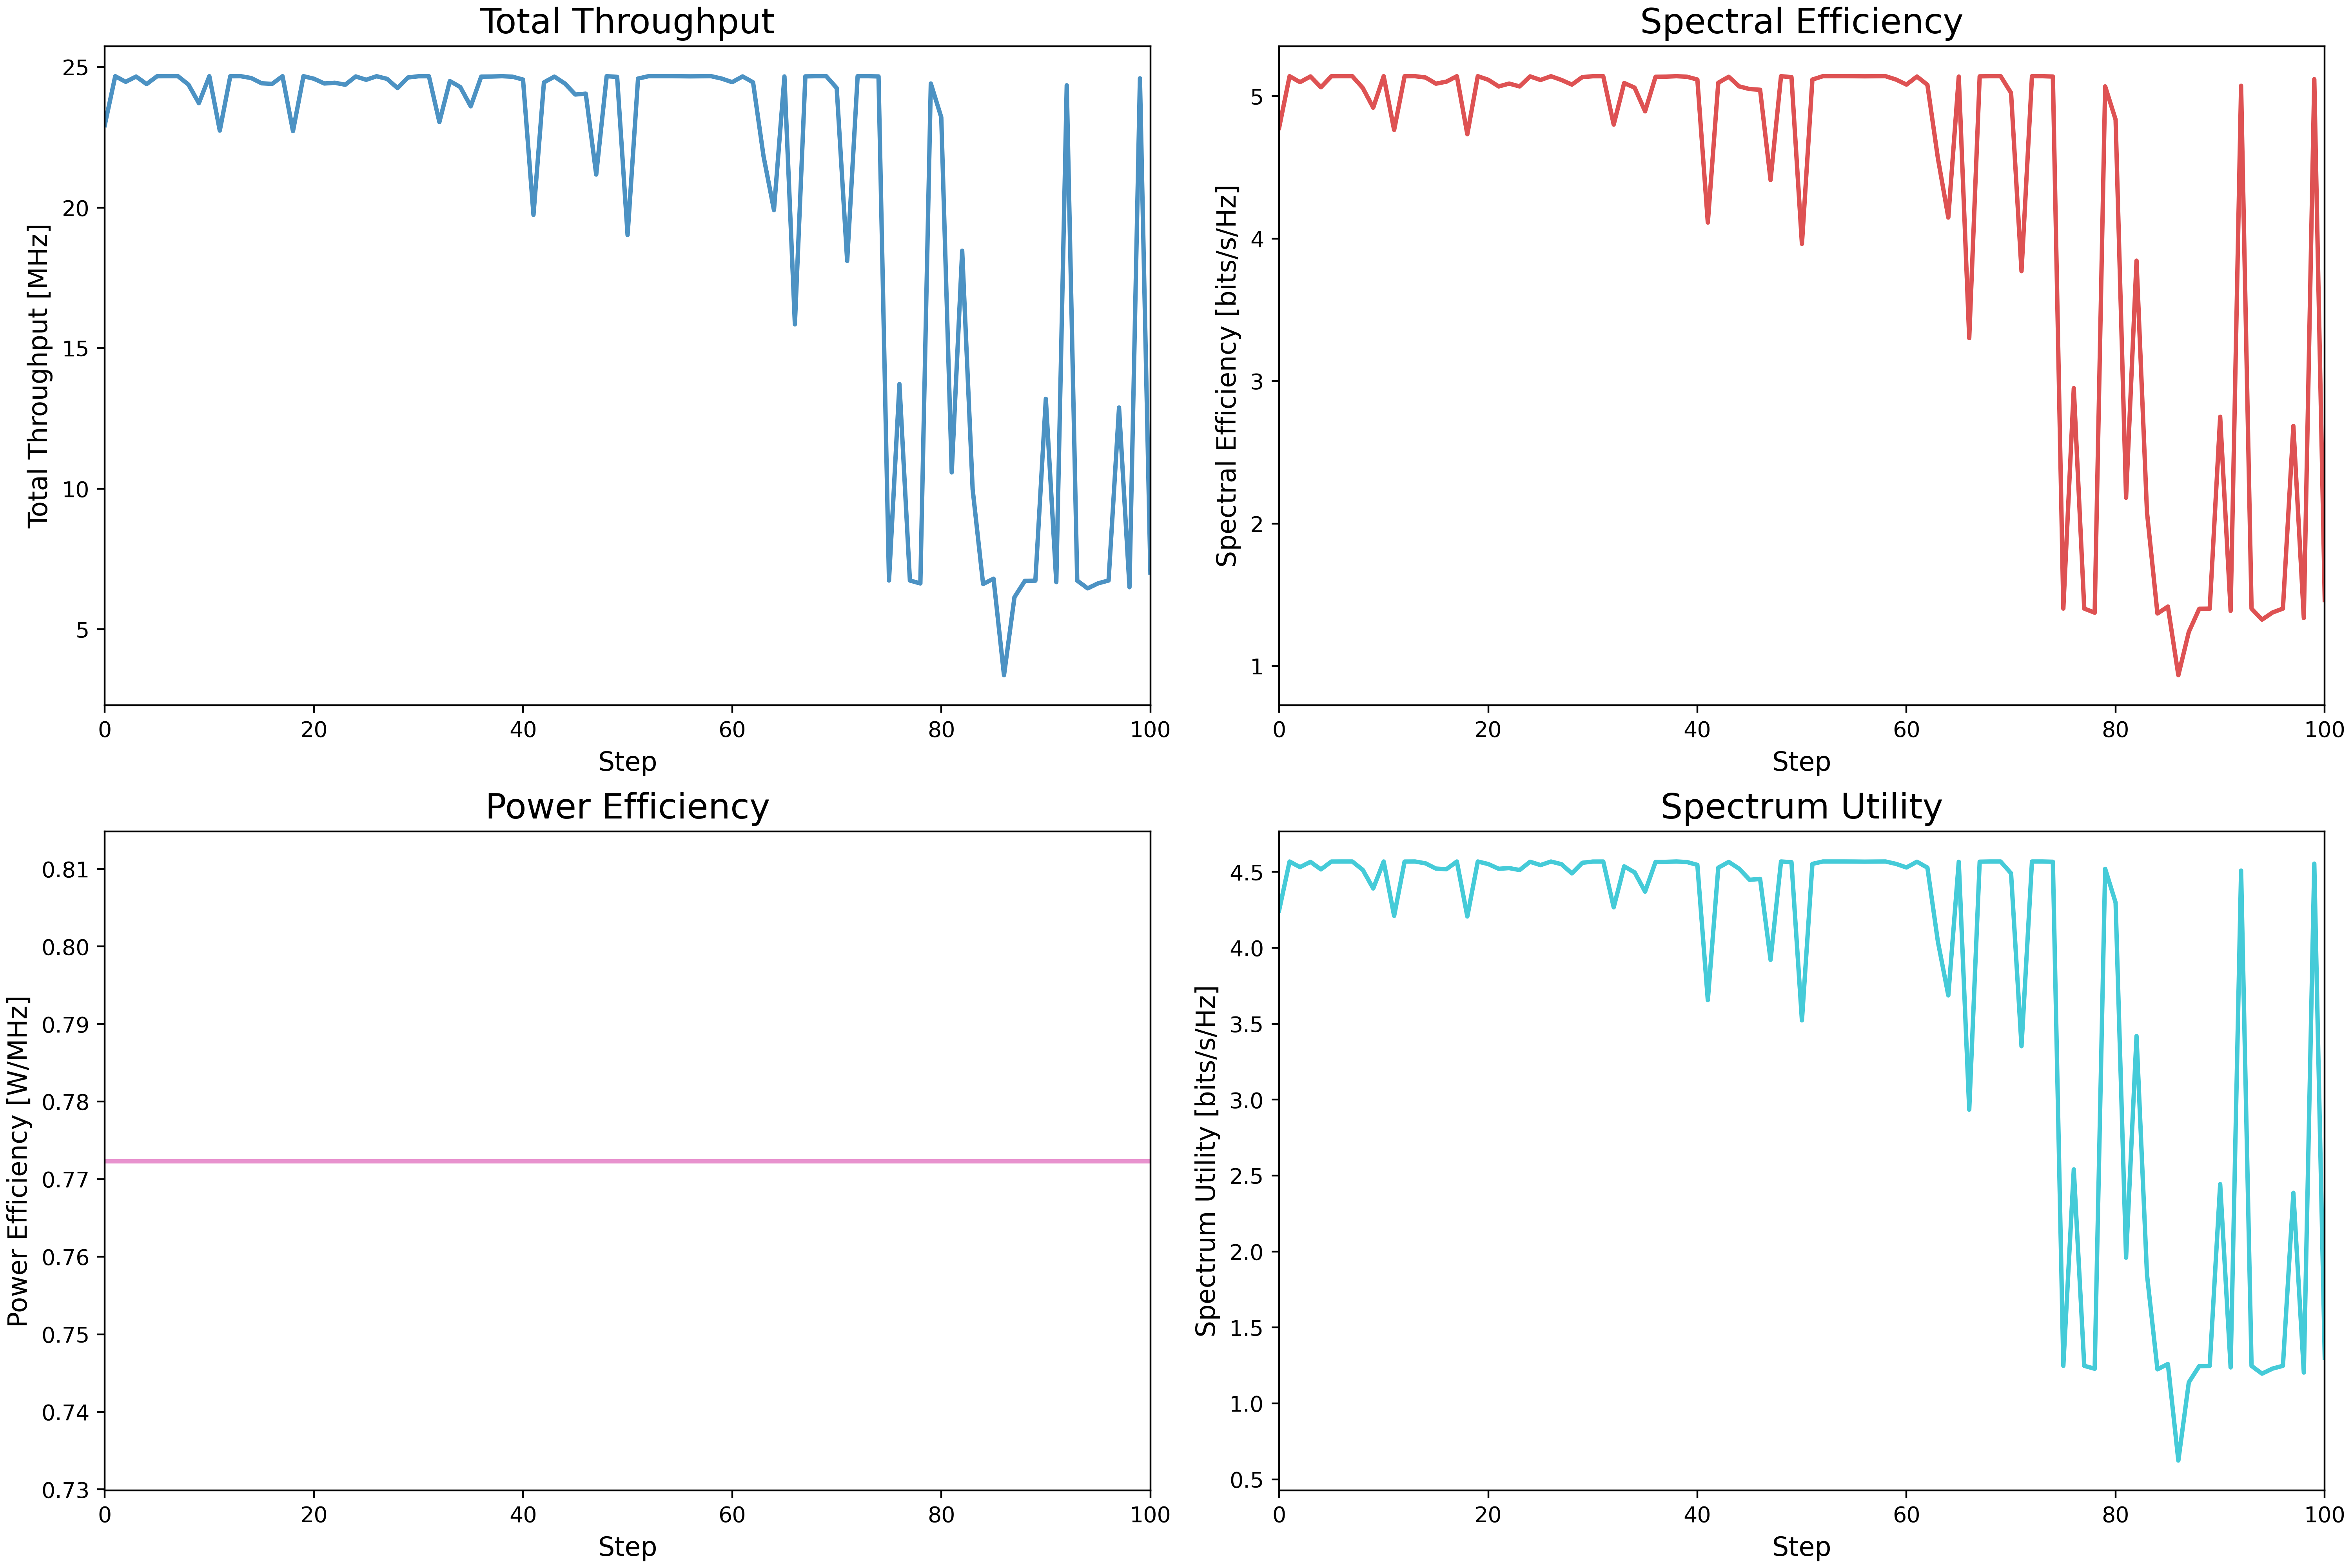 Total Throughput
Total Throughput [MHz]
25
20
15
10
5
0 20 40 60 80 100
Step
Spectral Efficiency
Spectral Efficiency [bits/s/Hz]
5
4
3
2
1
0 20 40 60 80 100
Step
Power Efficiency
Power Efficiency [W/MHz]
0.81
0.80
0.79
0.78
0.77
0.76
0.75
0.74
0.73
0 20 40 60 80 100
Step
Spectrum Utility
Spectrum Utility [bits/s/Hz]
4.5
4.0
3.5
3.0
2.5
2.0
1.5
1.0
0.5
0 20 40 60 80 100
Step